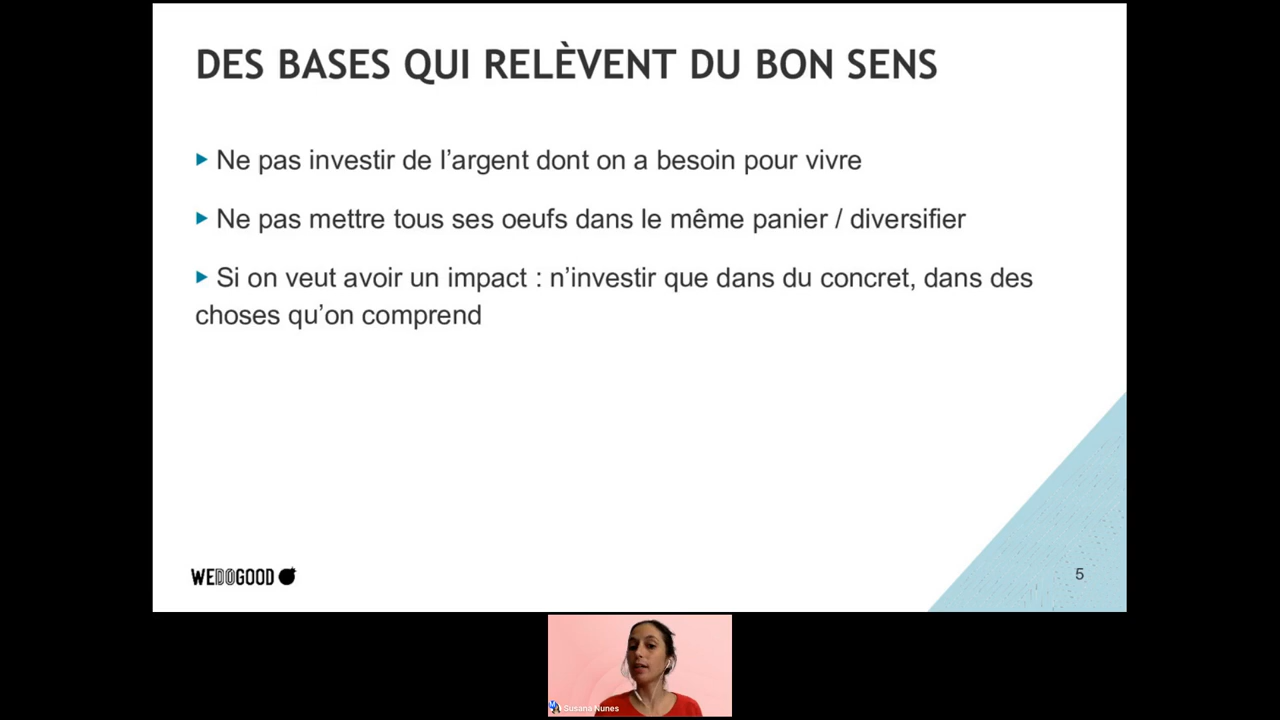 DES BASES QUI RELÈVENT DU BON SENS
▶ Ne pas investir de l’argent dont on a besoin pour vivre
▶ Ne pas mettre tous ses oeufs dans le même panier / diversifier
▶ Si on veut avoir un impact : n’investir que dans du concret, dans des
choses qu’on comprend
WEDOGOOD
5
Susana Nunes